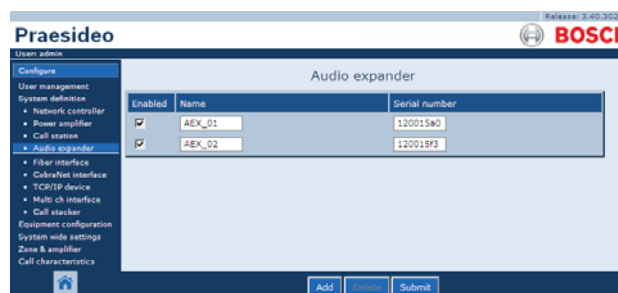 Release: 3.40.302
Praesideo
BOSCH
User: admin
Configure
User management
System definition
• Network controller
• Power amplifier
• Call station
• Audio expander
• Fiber interface
• CobraNet interface
• TCP/IP device
• Multi ch interface
• Call stacker
Equipment configuration
System wide settings
Zone & amplifier
Call characteristics
Audio expander
Enabled Name Serial number
AEX_01 120015a0
AEX_02 120015f3
Add Delete Submit